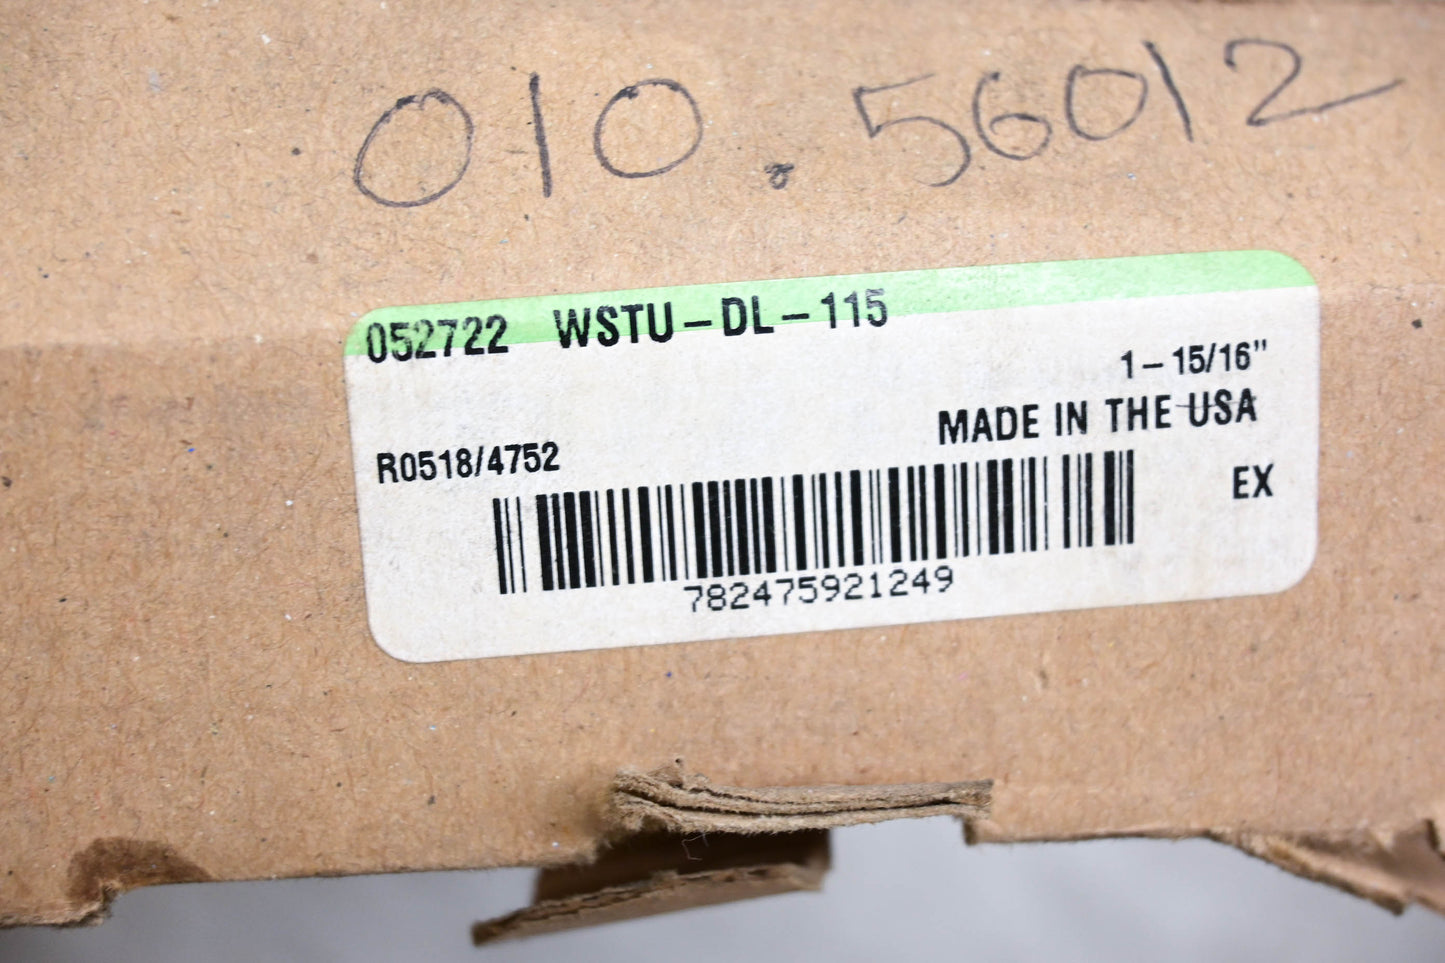 010.56012
052722 WSTU-DL-115
1-15/16"
MADE IN THE USA
R0518/4752
EX
782475921249